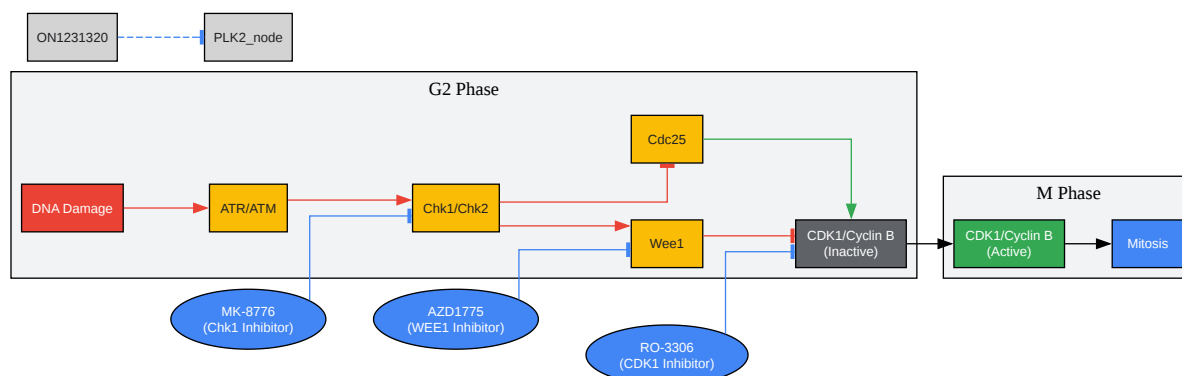 ON1231320
PLK2_node
G2 Phase
Cdc25
DNA Damage
ATR/ATM
Chk1/Chk2
Wee1
CDK1/Cyclin B
(Inactive)
M Phase
CDK1/Cyclin B
(Active)
Mitosis
MK-8776
(Chk1 Inhibitor)
AZD1775
(WEE1 Inhibitor)
RO-3306
(CDK1 Inhibitor)